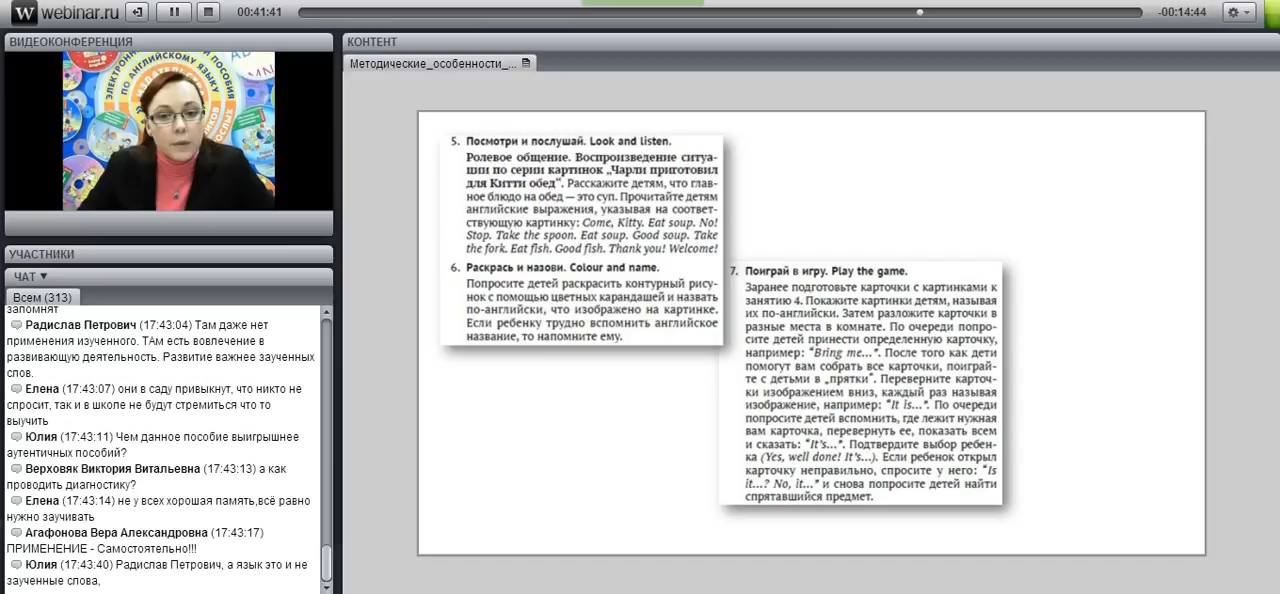 W webinar.ru
00:41:41
-00:14:44
ВИДЕОКОНФЕРЕНЦИЯ
ЭЛЕКТРОННЫЕ ПОСОБИЯ
ПО АНГЛИЙСКОМУ ЯЗЫКУ
УЧАСТНИКИ
ЧАТ
Всем (313)
запомнят
Радислав Петрович (17:43:04) Там даже нет
применения изученного. ТАм есть вовлечение в
развивающую деятельность. Развитие важнее заученных
слов.
Елена (17:43:07) они в саду привыкнут, что никто не
спросит, так и в школе не будут стремиться что то
выучить
Юлия (17:43:11) Чем данное пособие выигрышнее
аутентичных пособий?
Верховяк Виктория Витальевна (17:43:13) а как
проводить диагностику?
Елена (17:43:14) не у всех хорошая память,всё равно
нужно заучивать
Агафонова Вера Александровна (17:43:17)
ПРИМЕНЕНИЕ - Самостоятельно!!!
Юлия (17:43:40) Радислав Петрович, а язык это и не
заученные слова,
КОНТЕНТ
Методические_особенности_...
5. Посмотри и послушай. Look and listen.
Ролевое общение. Воспроизведение ситуа-
ции по серии картинок „Чарли приготовил
для Китти обед“. Расскажите детям, что глав-
ное блюдо на обед — это суп. Прочитайте детям
английские выражения, указывая на соответ-
ствующую картинку: Come, Kitty. Eat soup. No!
Stop. Take the spoon. Eat soup. Good soup. Take
the fork. Eat fish. Good fish. Thank you! Welcome!
6. Раскрась и назови. Colour and name.
Попросите детей раскрасить контурный рису-
нок с помощью цветных карандашей и назвать
по-английски, что изображено на картинке.
Если ребенку трудно вспомнить английское
название, то напомните ему.
7. Поиграй в игру. Play the game.
Заранее подготовьте карточки с картинками к
занятию 4. Покажите картинки детям, называя
их по-английски. Затем разложите карточки в
разные места в комнате. По очереди попро-
сите детей принести определенную карточку,
например: “Bring me...”. После того как дети
помогут вам собрать все карточки, поиграй-
те с детьми в „прятки“. Переверните карточ-
ки изображением вниз, каждый раз называя
изображение, например: “It is...”. По очереди
попросите детей вспомнить, где лежит нужная
вам карточка, перевернуть ее, показать всем
и сказать: “It’s...”. Подтвердите выбор ребен-
ка (Yes, well done! It’s...). Если ребенок открыл
карточку неправильно, спросите у него: “Is
it...? No, it...” и снова попросите детей найти
спрятавшийся предмет.